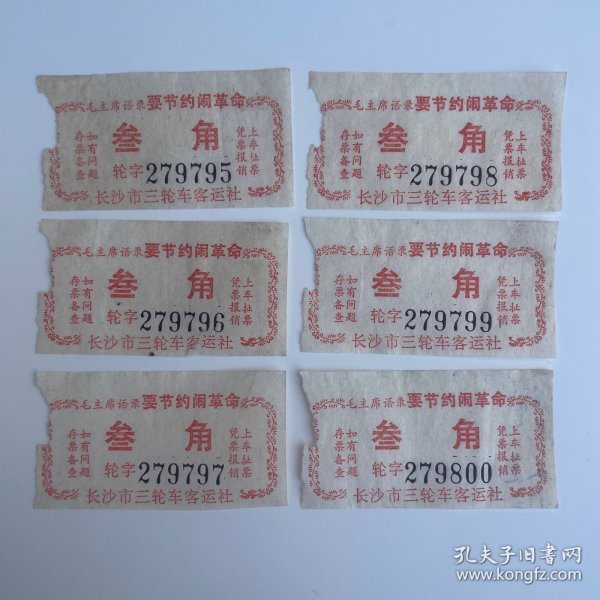 毛主席语录 要节约闹革命
叁 角
如有问题
存票备查
上车扯票
凭票报销
轮字 279795
长沙市三轮车客运社
毛主席语录 要节约闹革命
叁 角
如有问题
存票备查
上车扯票
凭票报销
轮字 279798
长沙市三轮车客运社
毛主席语录 要节约闹革命
叁 角
如有问题
存票备查
上车扯票
凭票报销
轮字 279796
长沙市三轮车客运社
毛主席语录 要节约闹革命
叁 角
如有问题
存票备查
上车扯票
凭票报销
轮字 279799
长沙市三轮车客运社
毛主席语录 要节约闹革命
叁 角
如有问题
存票备查
上车扯票
凭票报销
轮字 279797
长沙市三轮车客运社
毛主席语录 要节约闹革命
叁 角
如有问题
存票备查
上车扯票
凭票报销
轮字 279800
长沙市三轮车客运社
孔夫子旧书网
www.kongfz.com